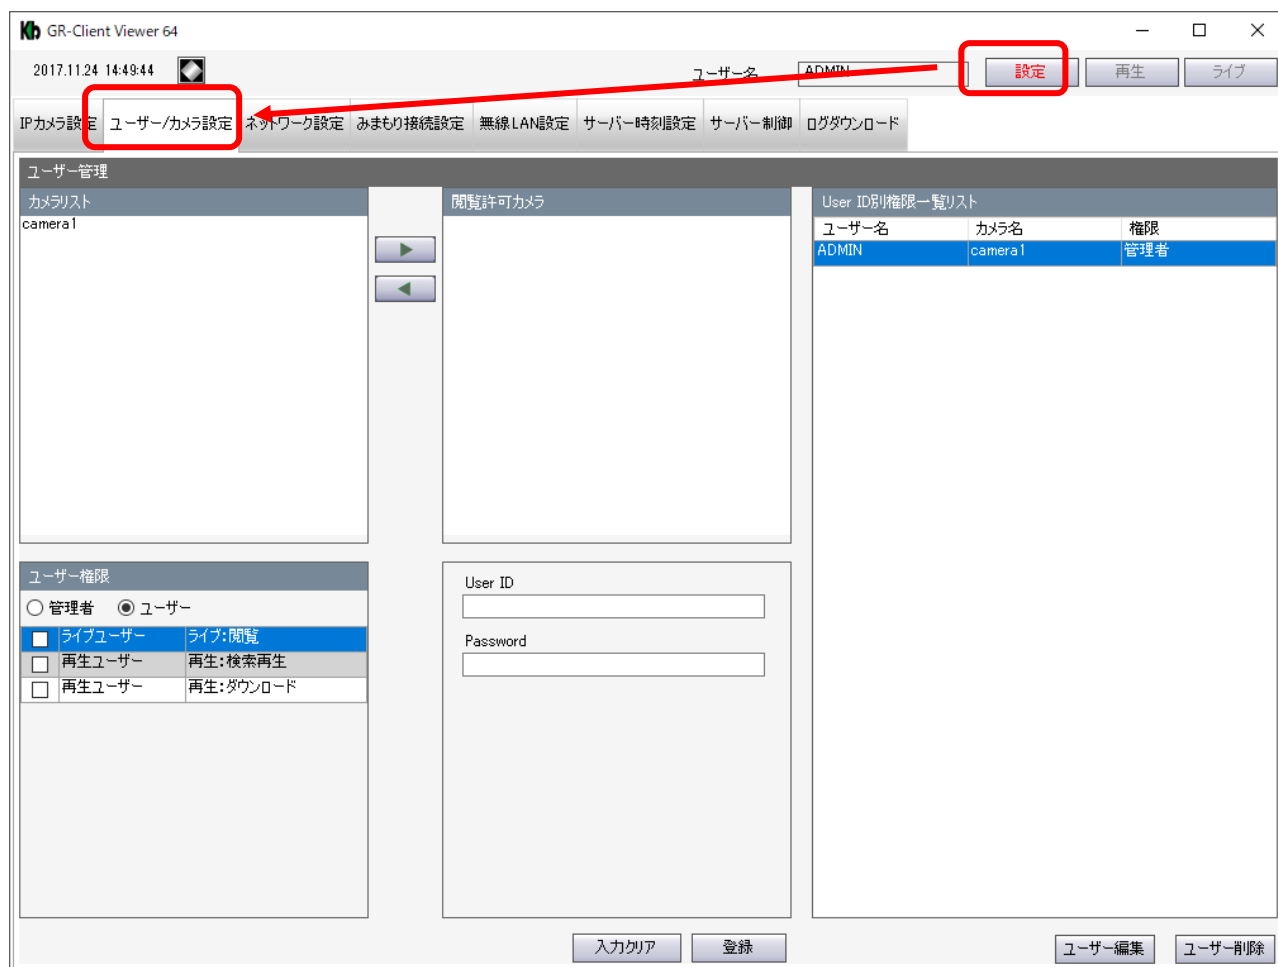 Kb GR-Client Viewer 64
2017.11.24 14:49:44
ユーザー名 ADMIN 設定 再生 ライブ
IPカメラ設定 ユーザー/カメラ設定 ネットワーク設定 みまもり接続設定 無線LAN設定 サーバー時刻設定 サーバー制御 ログダウンロード
ユーザー管理
カメラリスト
camera1
閲覧許可カメラ
User ID別権限一覧リスト
ユーザー名 カメラ名 権限
ADMIN camera1 管理者
ユーザー権限
管理者 ユーザー
ライブユーザー ライブ:閲覧
再生ユーザー 再生:検索再生
再生ユーザー 再生:ダウンロード
User ID
Password
入力クリア 登録
ユーザー編集 ユーザー削除